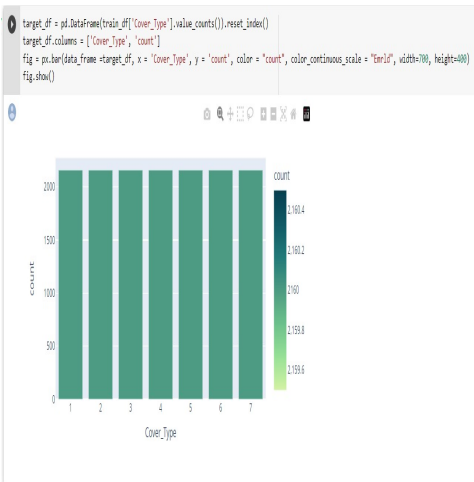 target_df = pd.DataFrame(train_df['Cover_Type'].value_counts()).reset_index()
target_df.columns = ['Cover_Type', 'count']
fig = px.bar(data_frame =target_df, x = 'Cover_Type', y = 'count', color = "count", color_continuous_scale = "Emrld", width=700, height=400)
fig.show()
count
2000
2,160.4
1500
2,160.2
count
1000
2160
2,159.8
500
2,159.6
0
1 2 3 4 5 6 7
Cover_Type